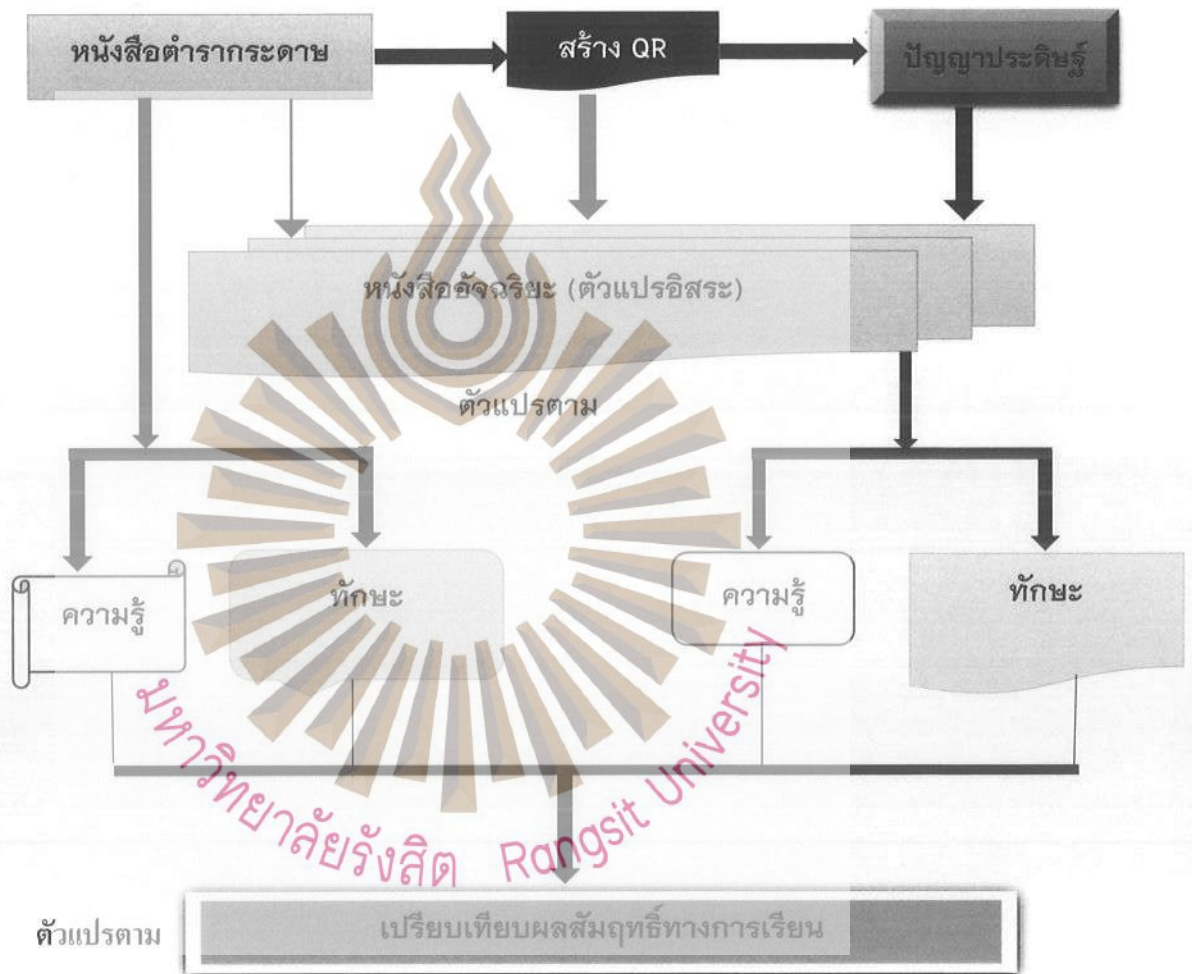 หนังสือตำรากระดาษ
สร้าง QR
ปัญญาประดิษฐ์
หนังสืออัจฉริยะ (ตัวแปรอิสระ)
ตัวแปรตาม
ความรู้
ทักษะ
ความรู้
ทักษะ
มหาวิทยาลัยรังสิต Rangsit University
ตัวแปรตาม
เปรียบเทียบผลสัมฤทธิ์ทางการเรียน